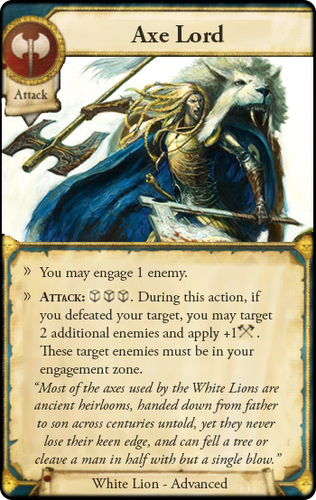 Axe Lord
Attack
» You may engage 1 enemy.
» ATTACK: . During this action, if
you defeated your target, you may target
2 additional enemies and apply +1 .
These target enemies must be in your
engagement zone.
“Most of the axes used by the White Lions are
ancient heirlooms, handed down from father
to son across centuries untold, yet they never
lose their keen edge, and can fell a tree or
cleave a man in half with but a single blow.”
White Lion - Advanced